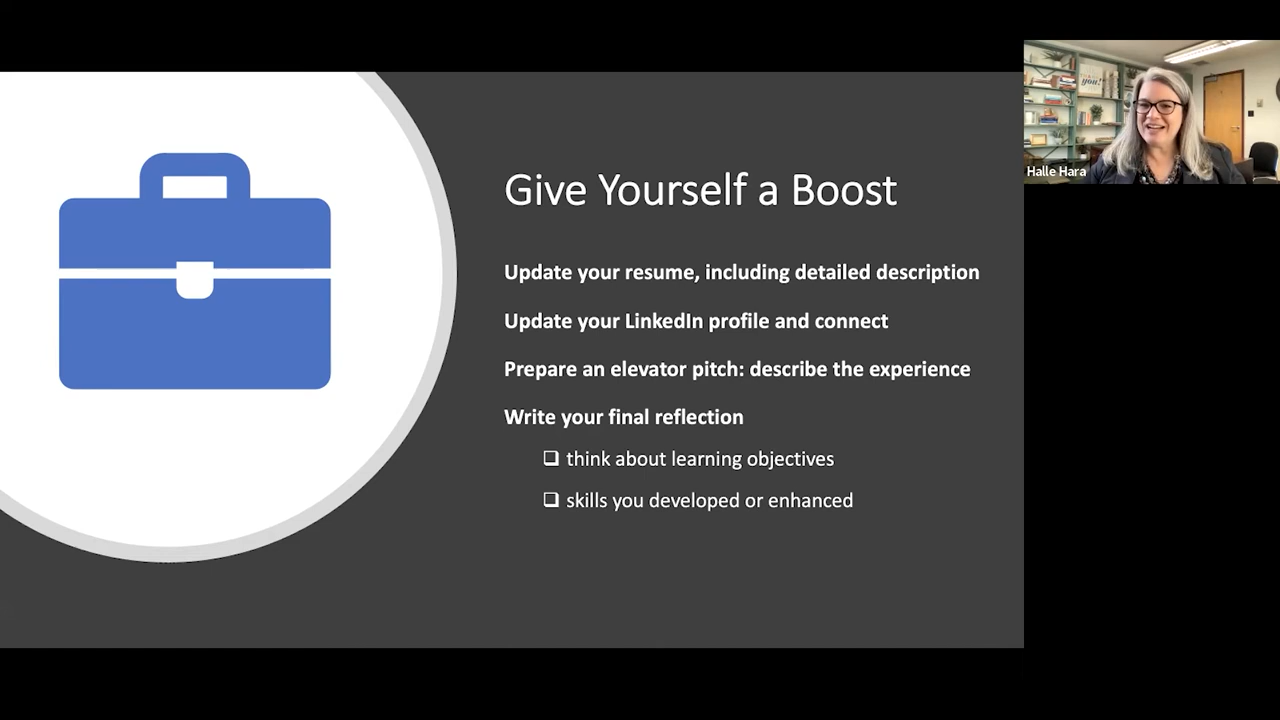 Give Yourself a Boost
Update your resume, including detailed description
Update your LinkedIn profile and connect
Prepare an elevator pitch: describe the experience
Write your final reflection
think about learning objectives
skills you developed or enhanced
you!
Halle Hara